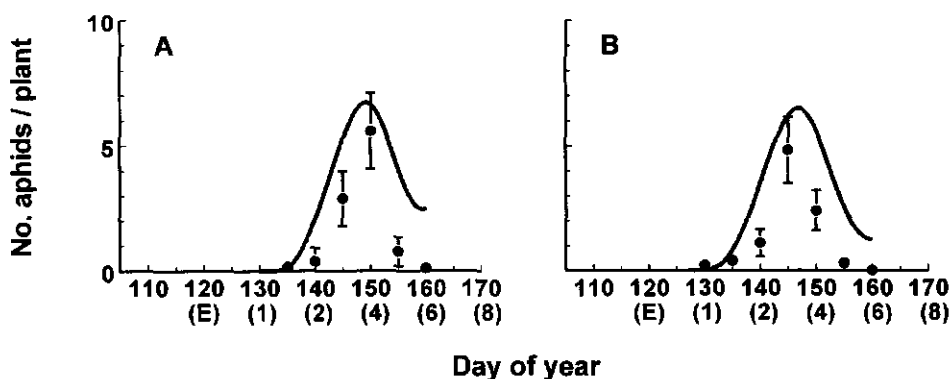 No. aphids / plant
10
5
0
A
110 120 130 140 150 160 170
(E) (1) (2) (4) (6) (8)
B
110 120 130 140 150 160 170
(E) (1) (2) (4) (6) (8)
Day of year